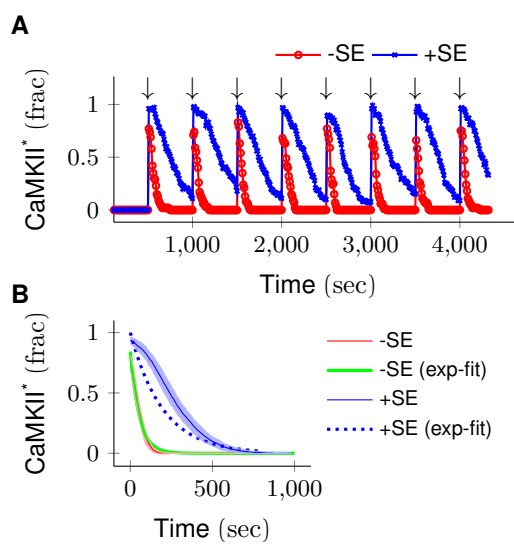 A
-SE +SE
CaMKII* (frac)
1
0.5
0
1,000 2,000 3,000 4,000
Time (sec)
B
CaMKII* (frac)
1
0.5
0
0 500 1,000
Time (sec)
-SE
-SE (exp-fit)
+SE
+SE (exp-fit)